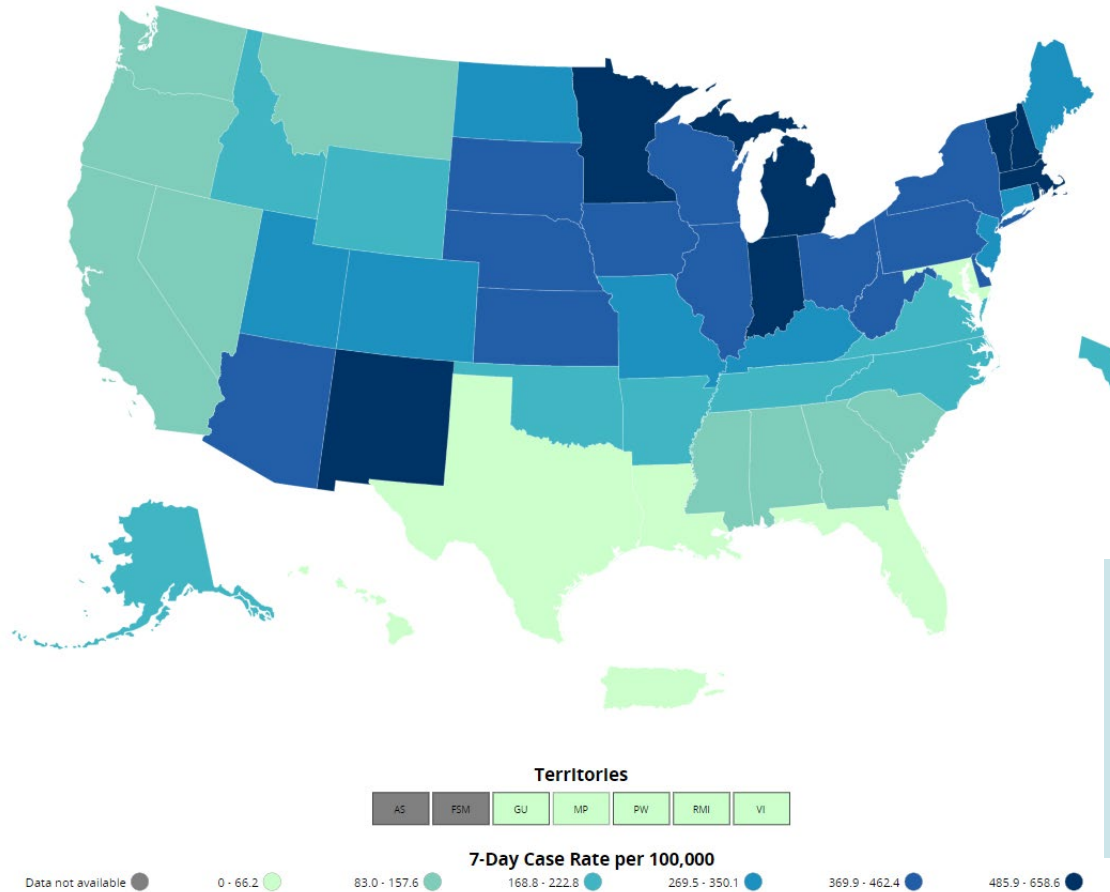 Territories
AS FSM GU MP PW RMI VI
7-Day Case Rate per 100,000
Data not available 0 - 66.2 83.0 - 157.6 168.8 - 222.8 269.5 - 350.1 369.9 - 462.4 485.9 - 658.6